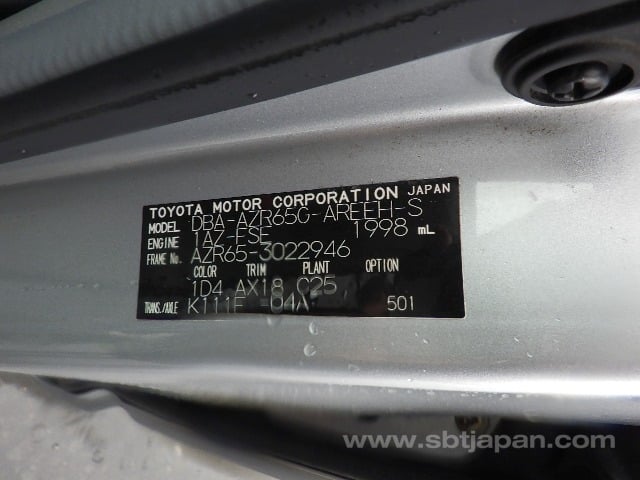 TOYOTA MOTOR CORPORATION JAPAN
MODEL DBA-AZR65G-AREEH-S
ENGINE 1AZ-FSE 1998 mL
FRAME No. AZR65-3022946
COLOR TRIM PLANT OPTION
1D4 AX18 C25
TRANS./AXLE K111F -04A 501
www.sbtjapan.com